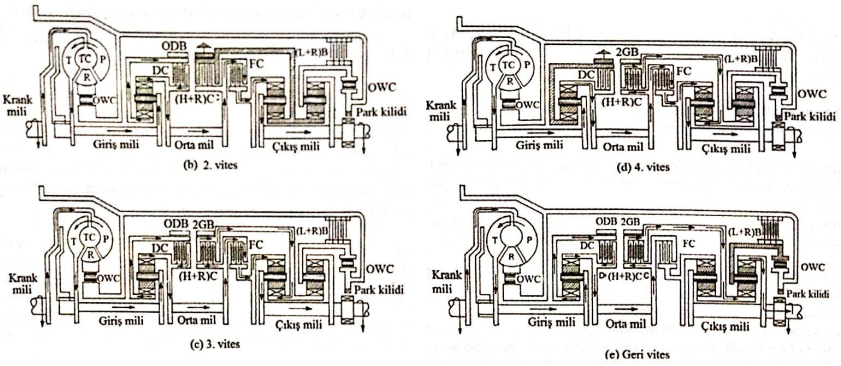 ODB
(L+R)B
T TC P
DC
FC
R
OWC
(H+R)C
OWC
Krank mili
Park kilidi
Giriş mili
Orta mil
Çıkış mili
(b) 2. vites
2GB
(L+R)B
T TC P
DC
FC
R
OWC
(H+R)C
OWC
Krank mili
Park kilidi
Giriş mili
Orta mil
Çıkış mili
(d) 4. vites
ODB 2GB
(L+R)B
T TC P
DC
FC
R
OWC
(H+R)C
OWC
Krank mili
Park kilidi
Giriş mili
Orta mil
Çıkış mili
(c) 3. vites
ODB 2GB
(L+R)B
T P
DC
FC
R
OWC
(H+R)C
OWC
Krank mili
Park kilidi
Giriş mili
Orta mil
Çıkış mili
(e) Geri vites